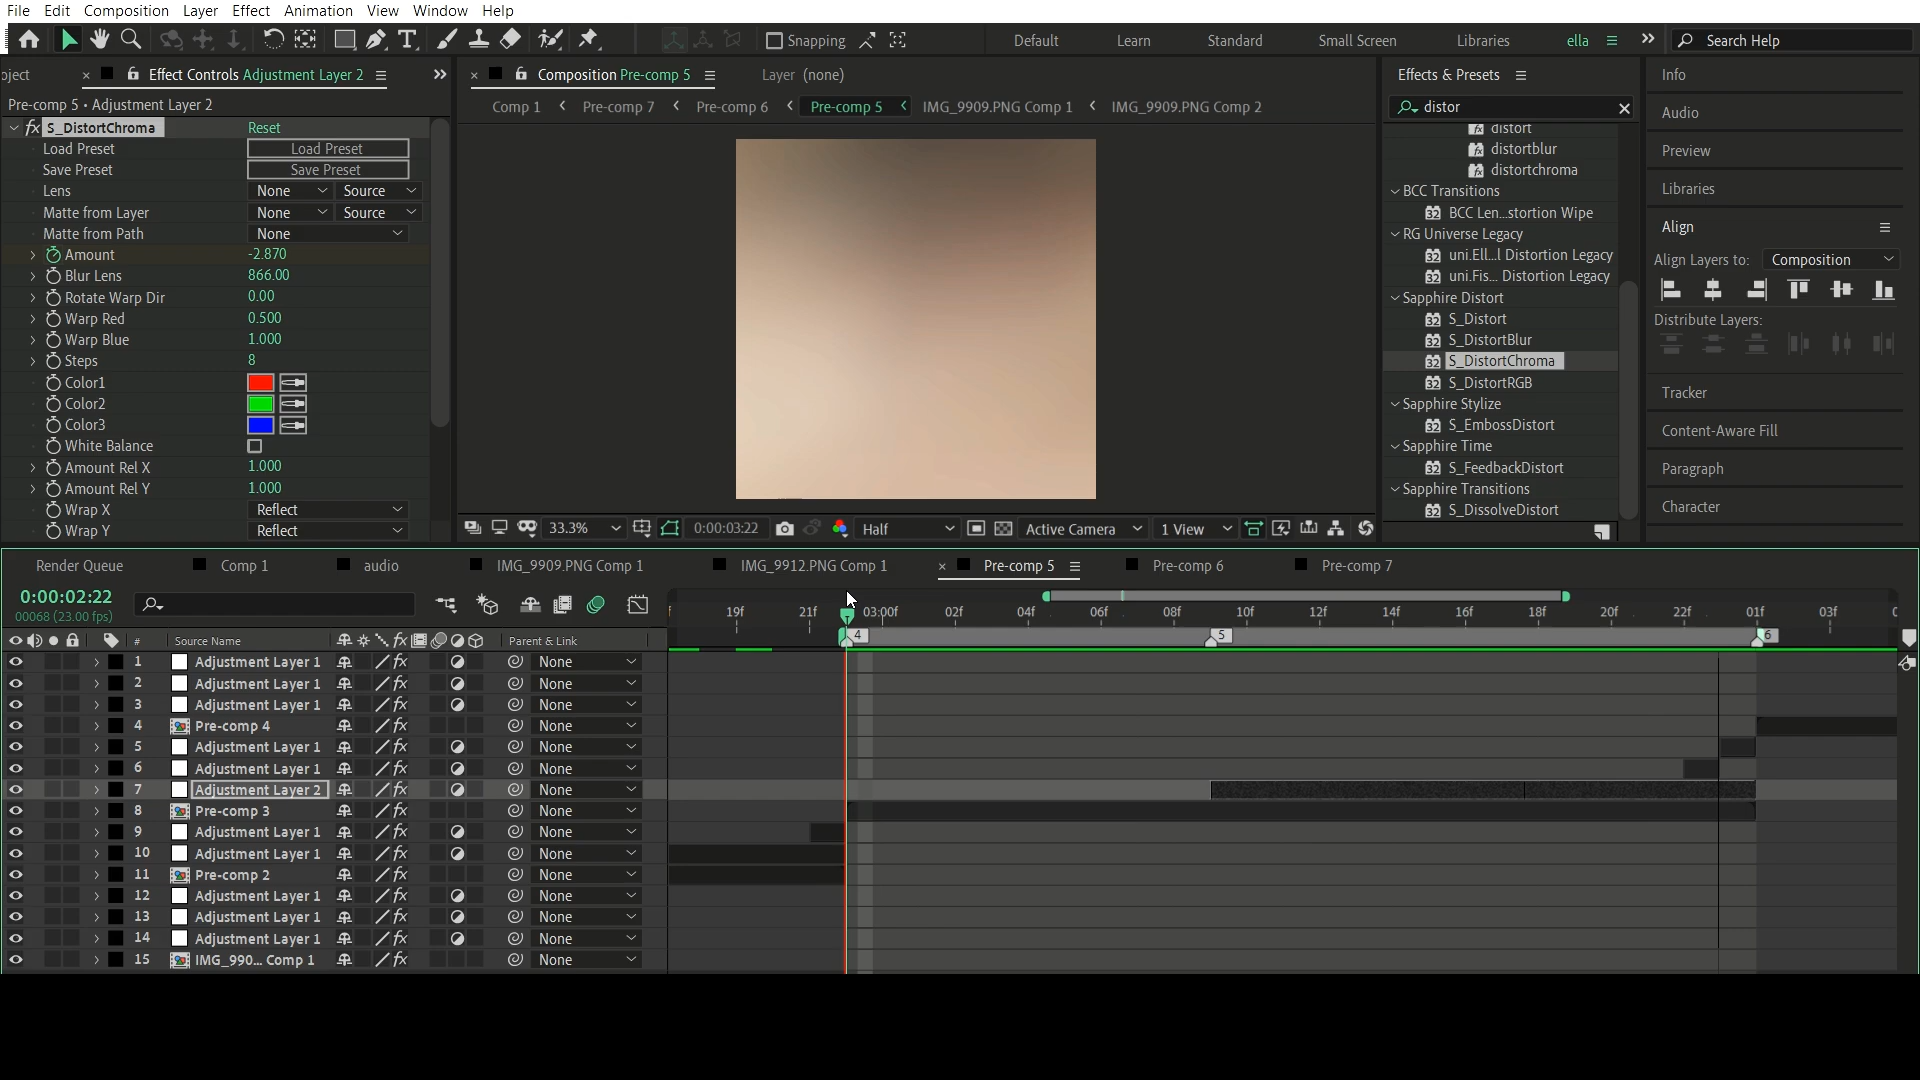 File Edit Composition Layer Effect Animation View Window Help
Snapping Default Learn Standard Small Screen Libraries ella Search Help
oject Effect Controls Adjustment Layer 2
Pre-comp 5 • Adjustment Layer 2
fx S_DistortChroma Reset
Load Preset Load Preset
Save Preset Save Preset
Lens None Source
Matte from Layer None Source
Matte from Path None
Amount -2.870
Blur Lens 866.00
Rotate Warp Dir 0.00
Warp Red 0.500
Warp Blue 1.000
Steps 8
Color1
Color2
Color3
White Balance
Amount Rel X 1.000
Amount Rel Y 1.000
Wrap X Reflect
Wrap Y Reflect
Composition Pre-comp 5 Layer (none)
Comp 1 Pre-comp 7 Pre-comp 6 Pre-comp 5 IMG_9909.PNG Comp 1 IMG_9909.PNG Comp 2
33.3% 0:00:03:22 Half Active Camera 1 View
Effects & Presets
distor
distort
distortblur
distortchroma
BCC Transitions
BCC Len...stortion Wipe
RG Universe Legacy
uni.Ell...l Distortion Legacy
uni.Fis... Distortion Legacy
Sapphire Distort
S_Distort
S_DistortBlur
S_DistortChroma
S_DistortRGB
Sapphire Stylize
S_EmbossDistort
Sapphire Time
S_FeedbackDistort
Sapphire Transitions
S_DissolveDistort
Info
Audio
Preview
Libraries
Align
Align Layers to: Composition
Distribute Layers:
Tracker
Content-Aware Fill
Paragraph
Character
Render Queue Comp 1 audio IMG_9909.PNG Comp 1 IMG_9912.PNG Comp 1 Pre-comp 5 Pre-comp 6 Pre-comp 7
0:00:02:22
00068 (23.00 fps)
19f 21f 03:00f 02f 04f 06f 08f 10f 12f 14f 16f 18f 20f 22f 01f 03f
4 5 6
# Source Name Parent & Link
1 Adjustment Layer 1 None
2 Adjustment Layer 1 None
3 Adjustment Layer 1 None
4 Pre-comp 4 None
5 Adjustment Layer 1 None
6 Adjustment Layer 1 None
7 Adjustment Layer 2 None
8 Pre-comp 3 None
9 Adjustment Layer 1 None
10 Adjustment Layer 1 None
11 Pre-comp 2 None
12 Adjustment Layer 1 None
13 Adjustment Layer 1 None
14 Adjustment Layer 1 None
15 IMG_990... Comp 1 None